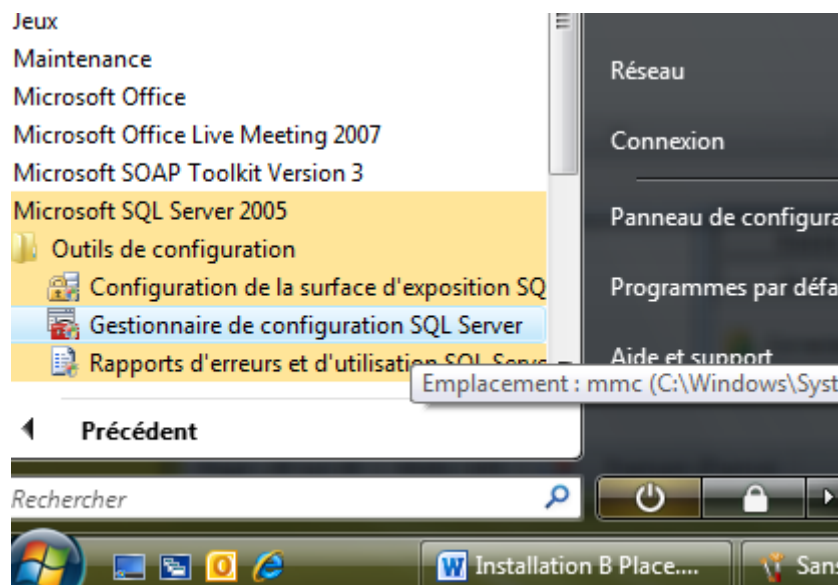 Jeux
Maintenance
Microsoft Office
Microsoft Office Live Meeting 2007
Microsoft SOAP Toolkit Version 3
Microsoft SQL Server 2005
Outils de configuration
Configuration de la surface d'exposition SQ
Gestionnaire de configuration SQL Server
Rapports d'erreurs et d'utilisation SQL Serve
Emplacement : mmc (C:\Windows\Syst
Précédent
Rechercher
Réseau
Connexion
Panneau de configura
Programmes par défa
Aide et support
Installation B Place....
Sans